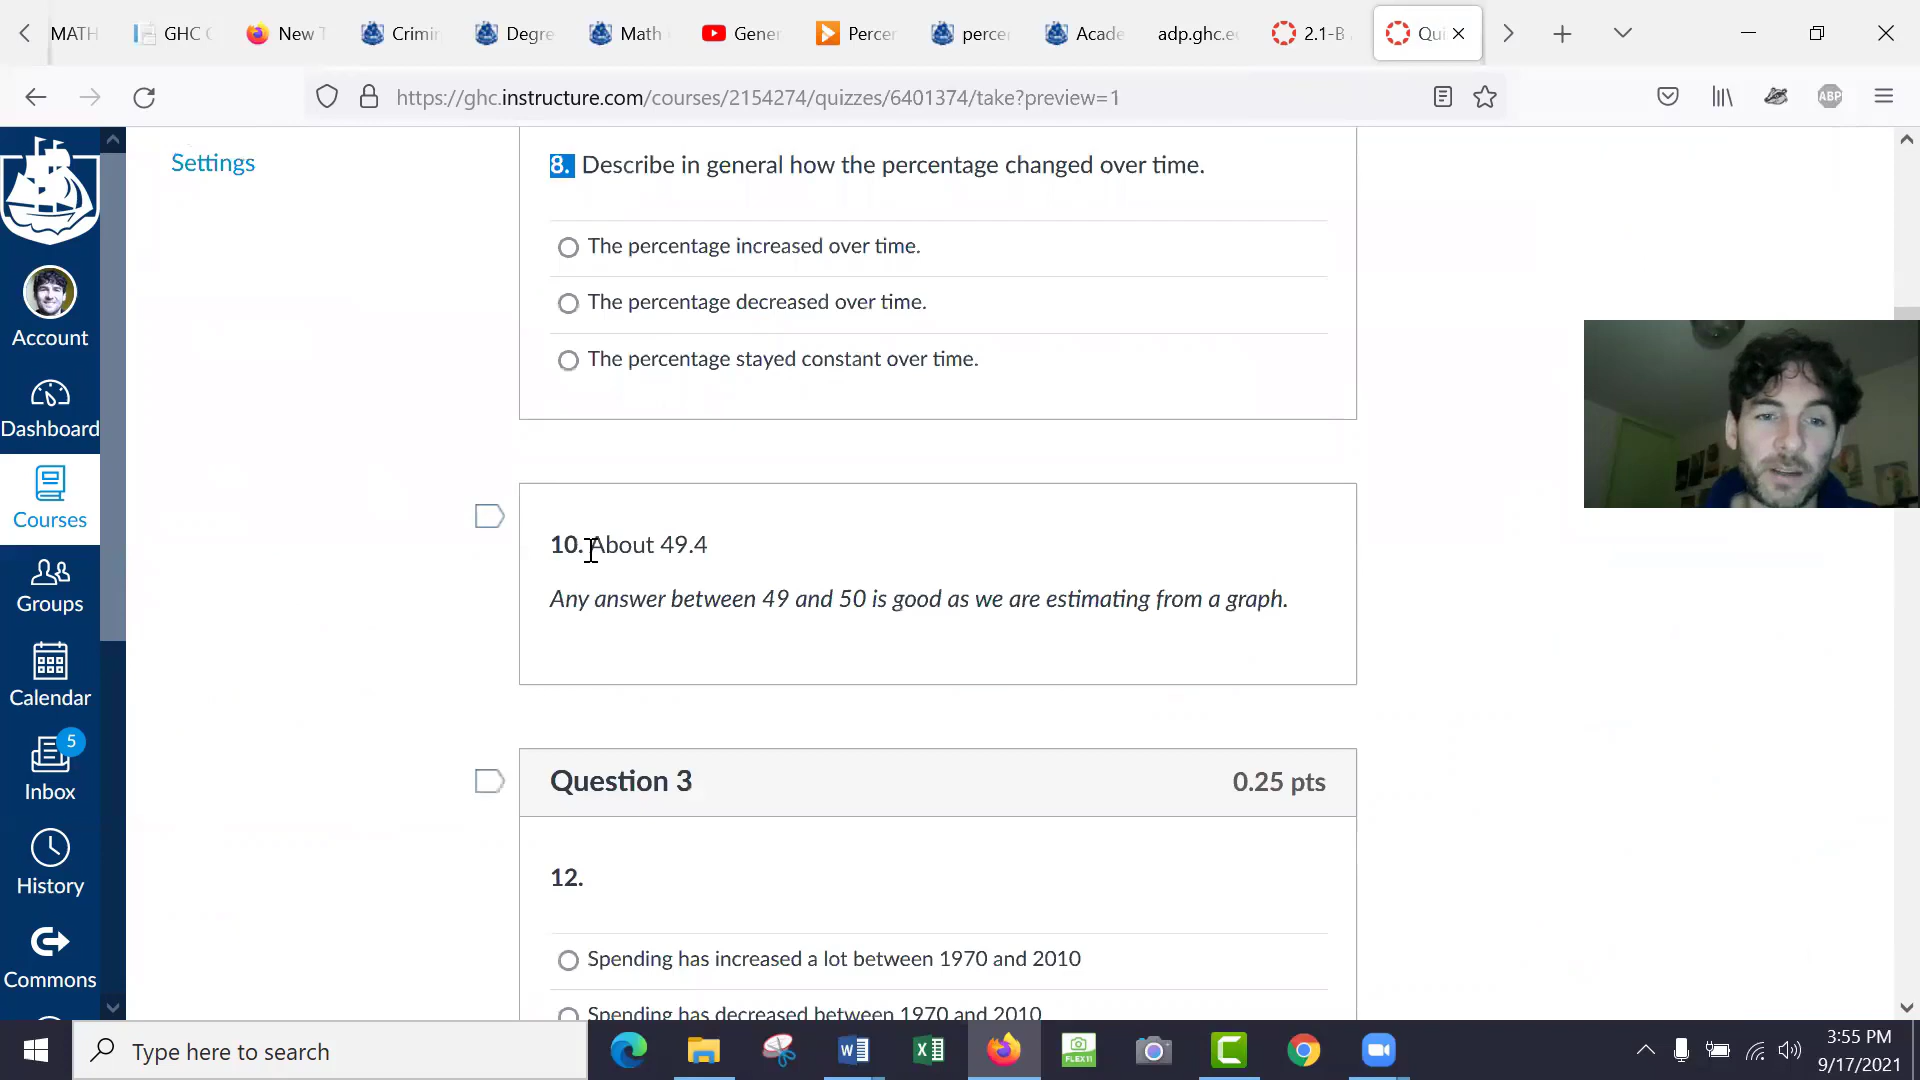 MATH
GHC
New T
Crimi
Degre
Math
Gener
Percer
perce
Acade
adp.ghc.e
2.1-B
Qui
https://ghc.instructure.com/courses/2154274/quizzes/6401374/take?preview=1
ABP
Settings
Account
Dashboard
Courses
Groups
Calendar
5
Inbox
History
Commons
8. Describe in general how the percentage changed over time.
The percentage increased over time.
The percentage decreased over time.
The percentage stayed constant over time.
10. About 49.4
Any answer between 49 and 50 is good as we are estimating from a graph.
Question 3
0.25 pts
12.
Spending has increased a lot between 1970 and 2010
Spending has decreased between 1970 and 2010
Type here to search
FLEX11
3:55 PM
9/17/2021